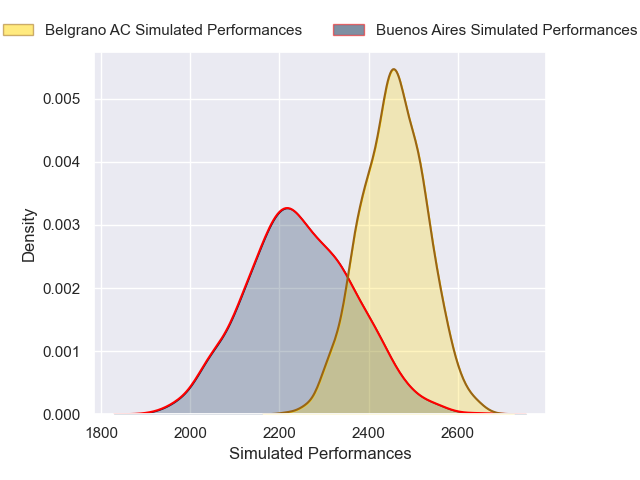 Belgrano AC Simulated Performances Buenos Aires Simulated Performances
0.005
0.004
0.003
0.002
0.001
0.000
Density
1800 2000 2200 2400 2600
Simulated Performances